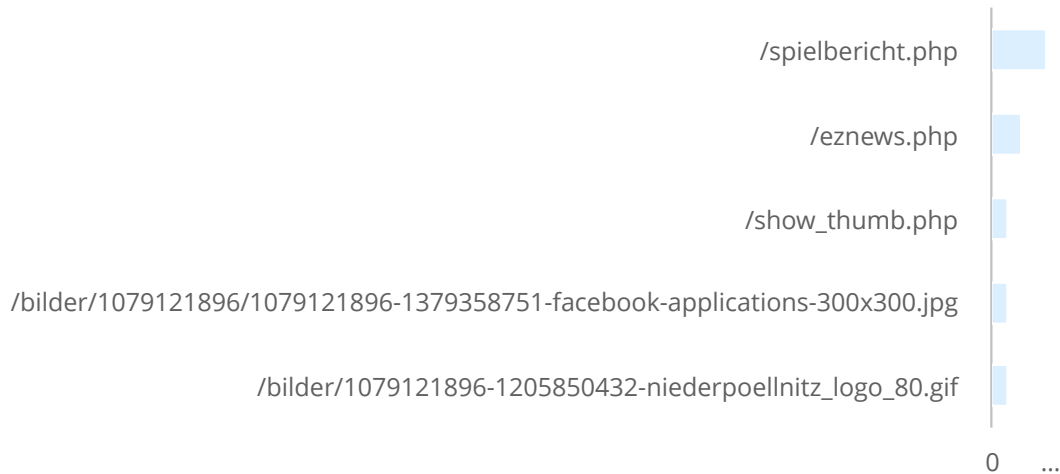 /spielbericht.php
/eznews.php
/show_thumb.php
/bilder/1079121896/1079121896-1379358751-facebook-applications-300x300.jpg
/bilder/1079121896-1205850432-niederpoellnitz_logo_80.gif
0 ...